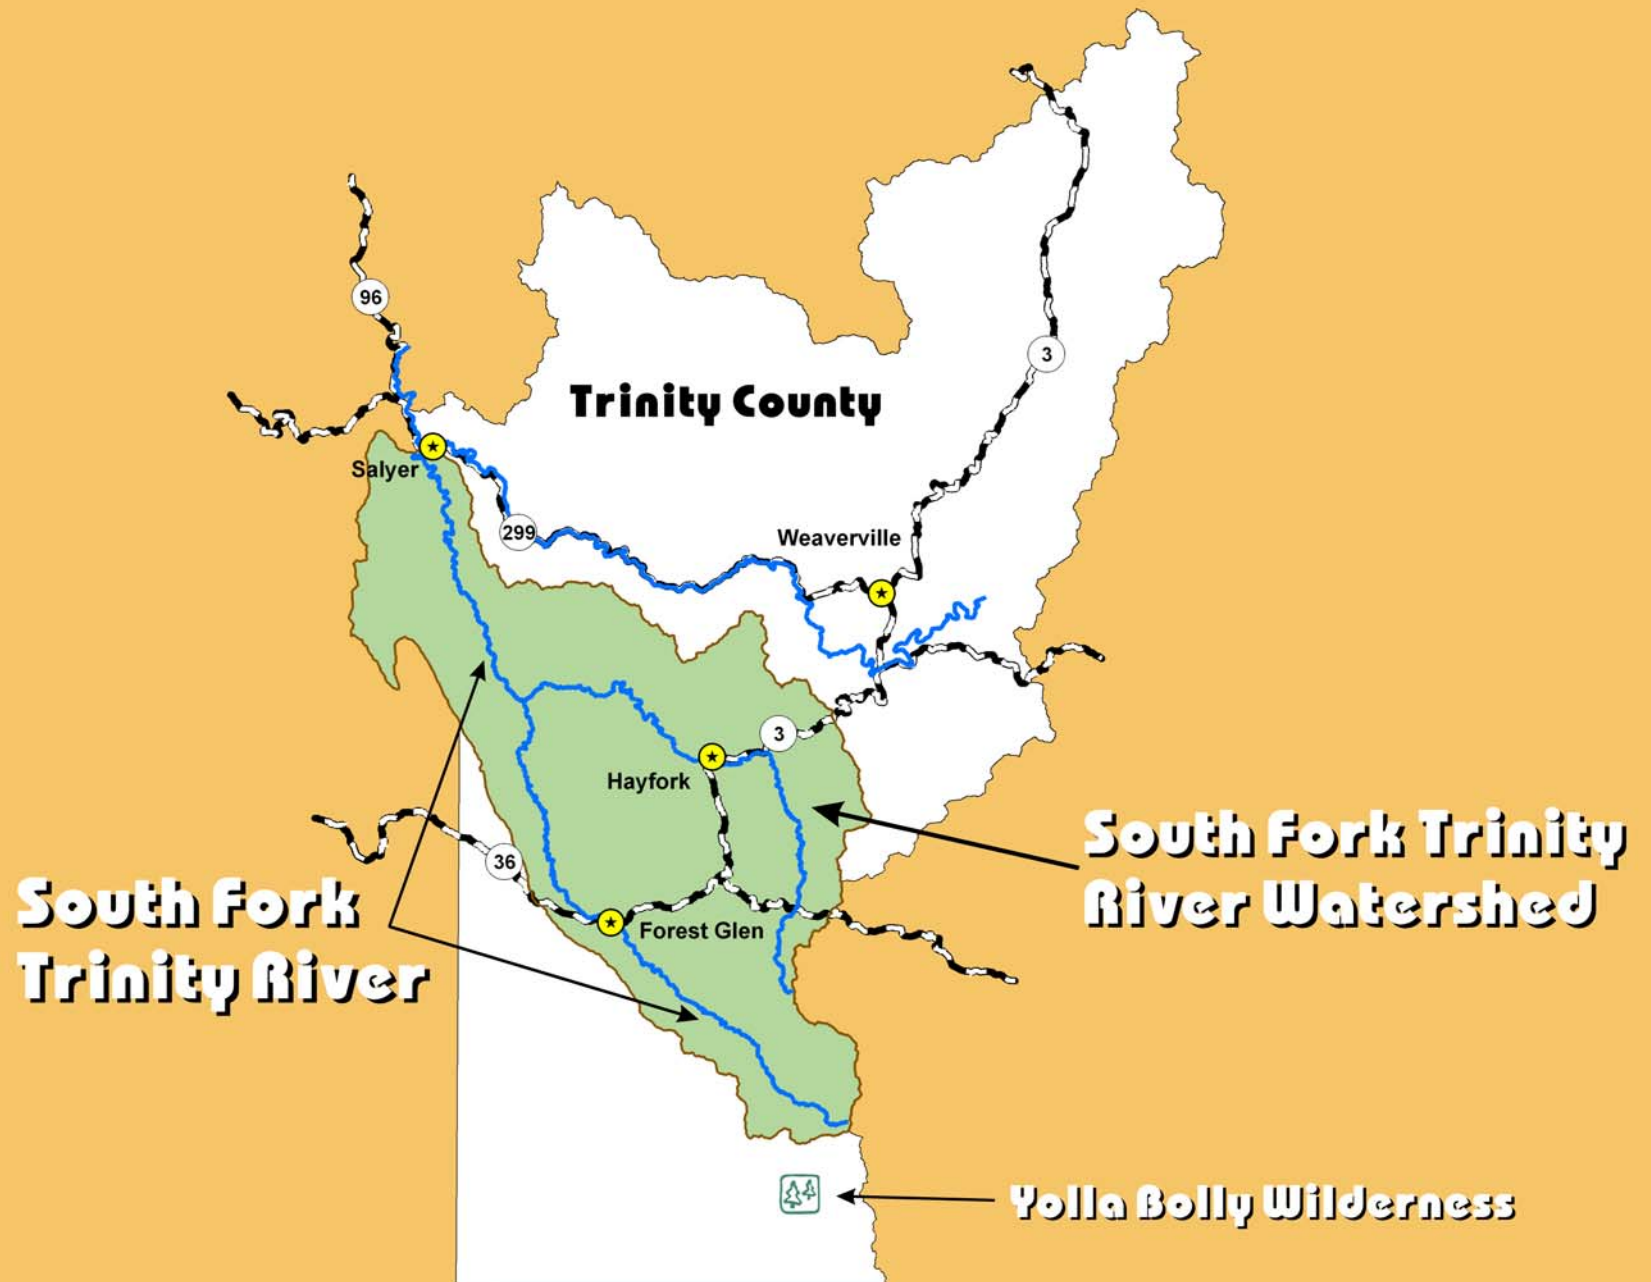 96
3
Trinity County
Salyer
299
Weaverville
3
Hayfork
South Fork Trinity
River Watershed
36
South Fork
Trinity River
Forest Glen
Yolla Bolly Wilderness